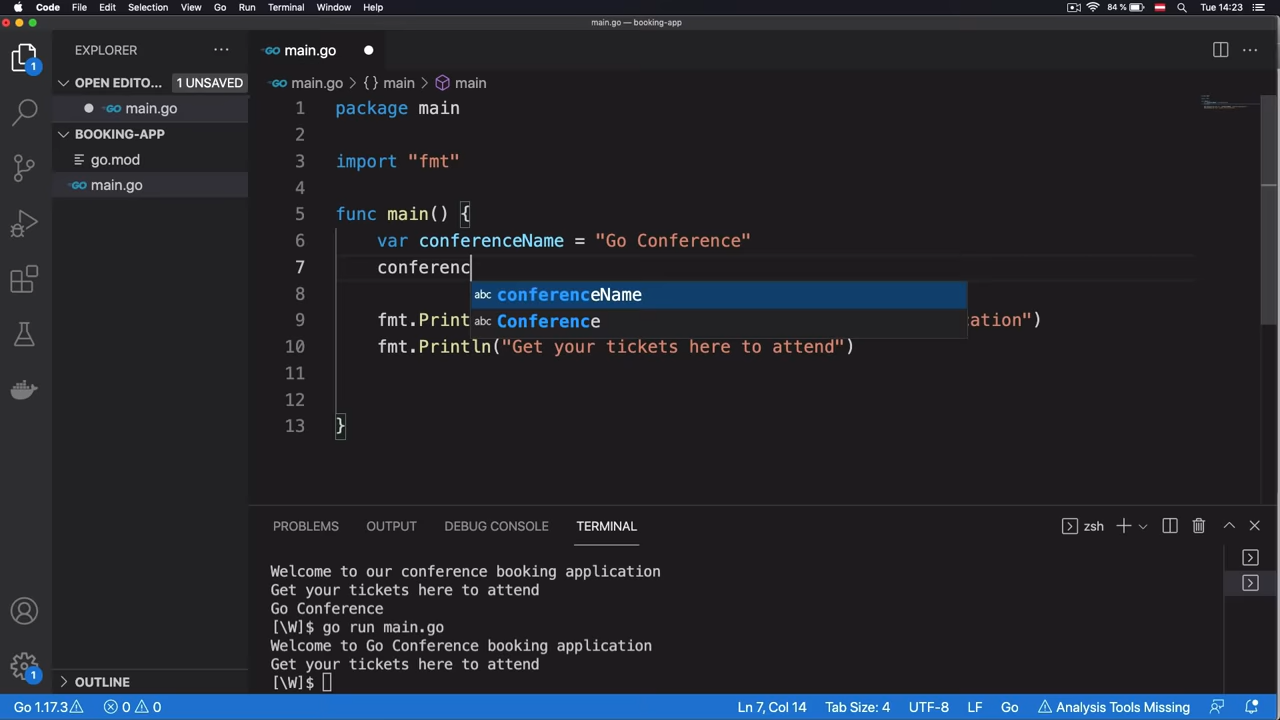 Code File Edit Selection View Go Run Terminal Window Help 84 % Tue 14:23
main.go — booking-app
EXPLORER
GO main.go
OPEN EDITO... 1 UNSAVED
GO main.go > {} main > main
GO main.go
BOOKING-APP
go.mod
GO main.go
1 package main
2
3 import "fmt"
4
5 func main() {
6 var conferenceName = "Go Conference"
7 conferenc
abc conferenceName
abc Conference
8
9 fmt.Print ation")
10 fmt.Println("Get your tickets here to attend")
11
12
13 }
PROBLEMS OUTPUT DEBUG CONSOLE TERMINAL zsh
Welcome to our conference booking application
Get your tickets here to attend
Go Conference
[\W]$ go run main.go
Welcome to Go Conference booking application
Get your tickets here to attend
[\W]$
1
1
OUTLINE
Go 1.17.3 0 0 Ln 7, Col 14 Tab Size: 4 UTF-8 LF Go Analysis Tools Missing